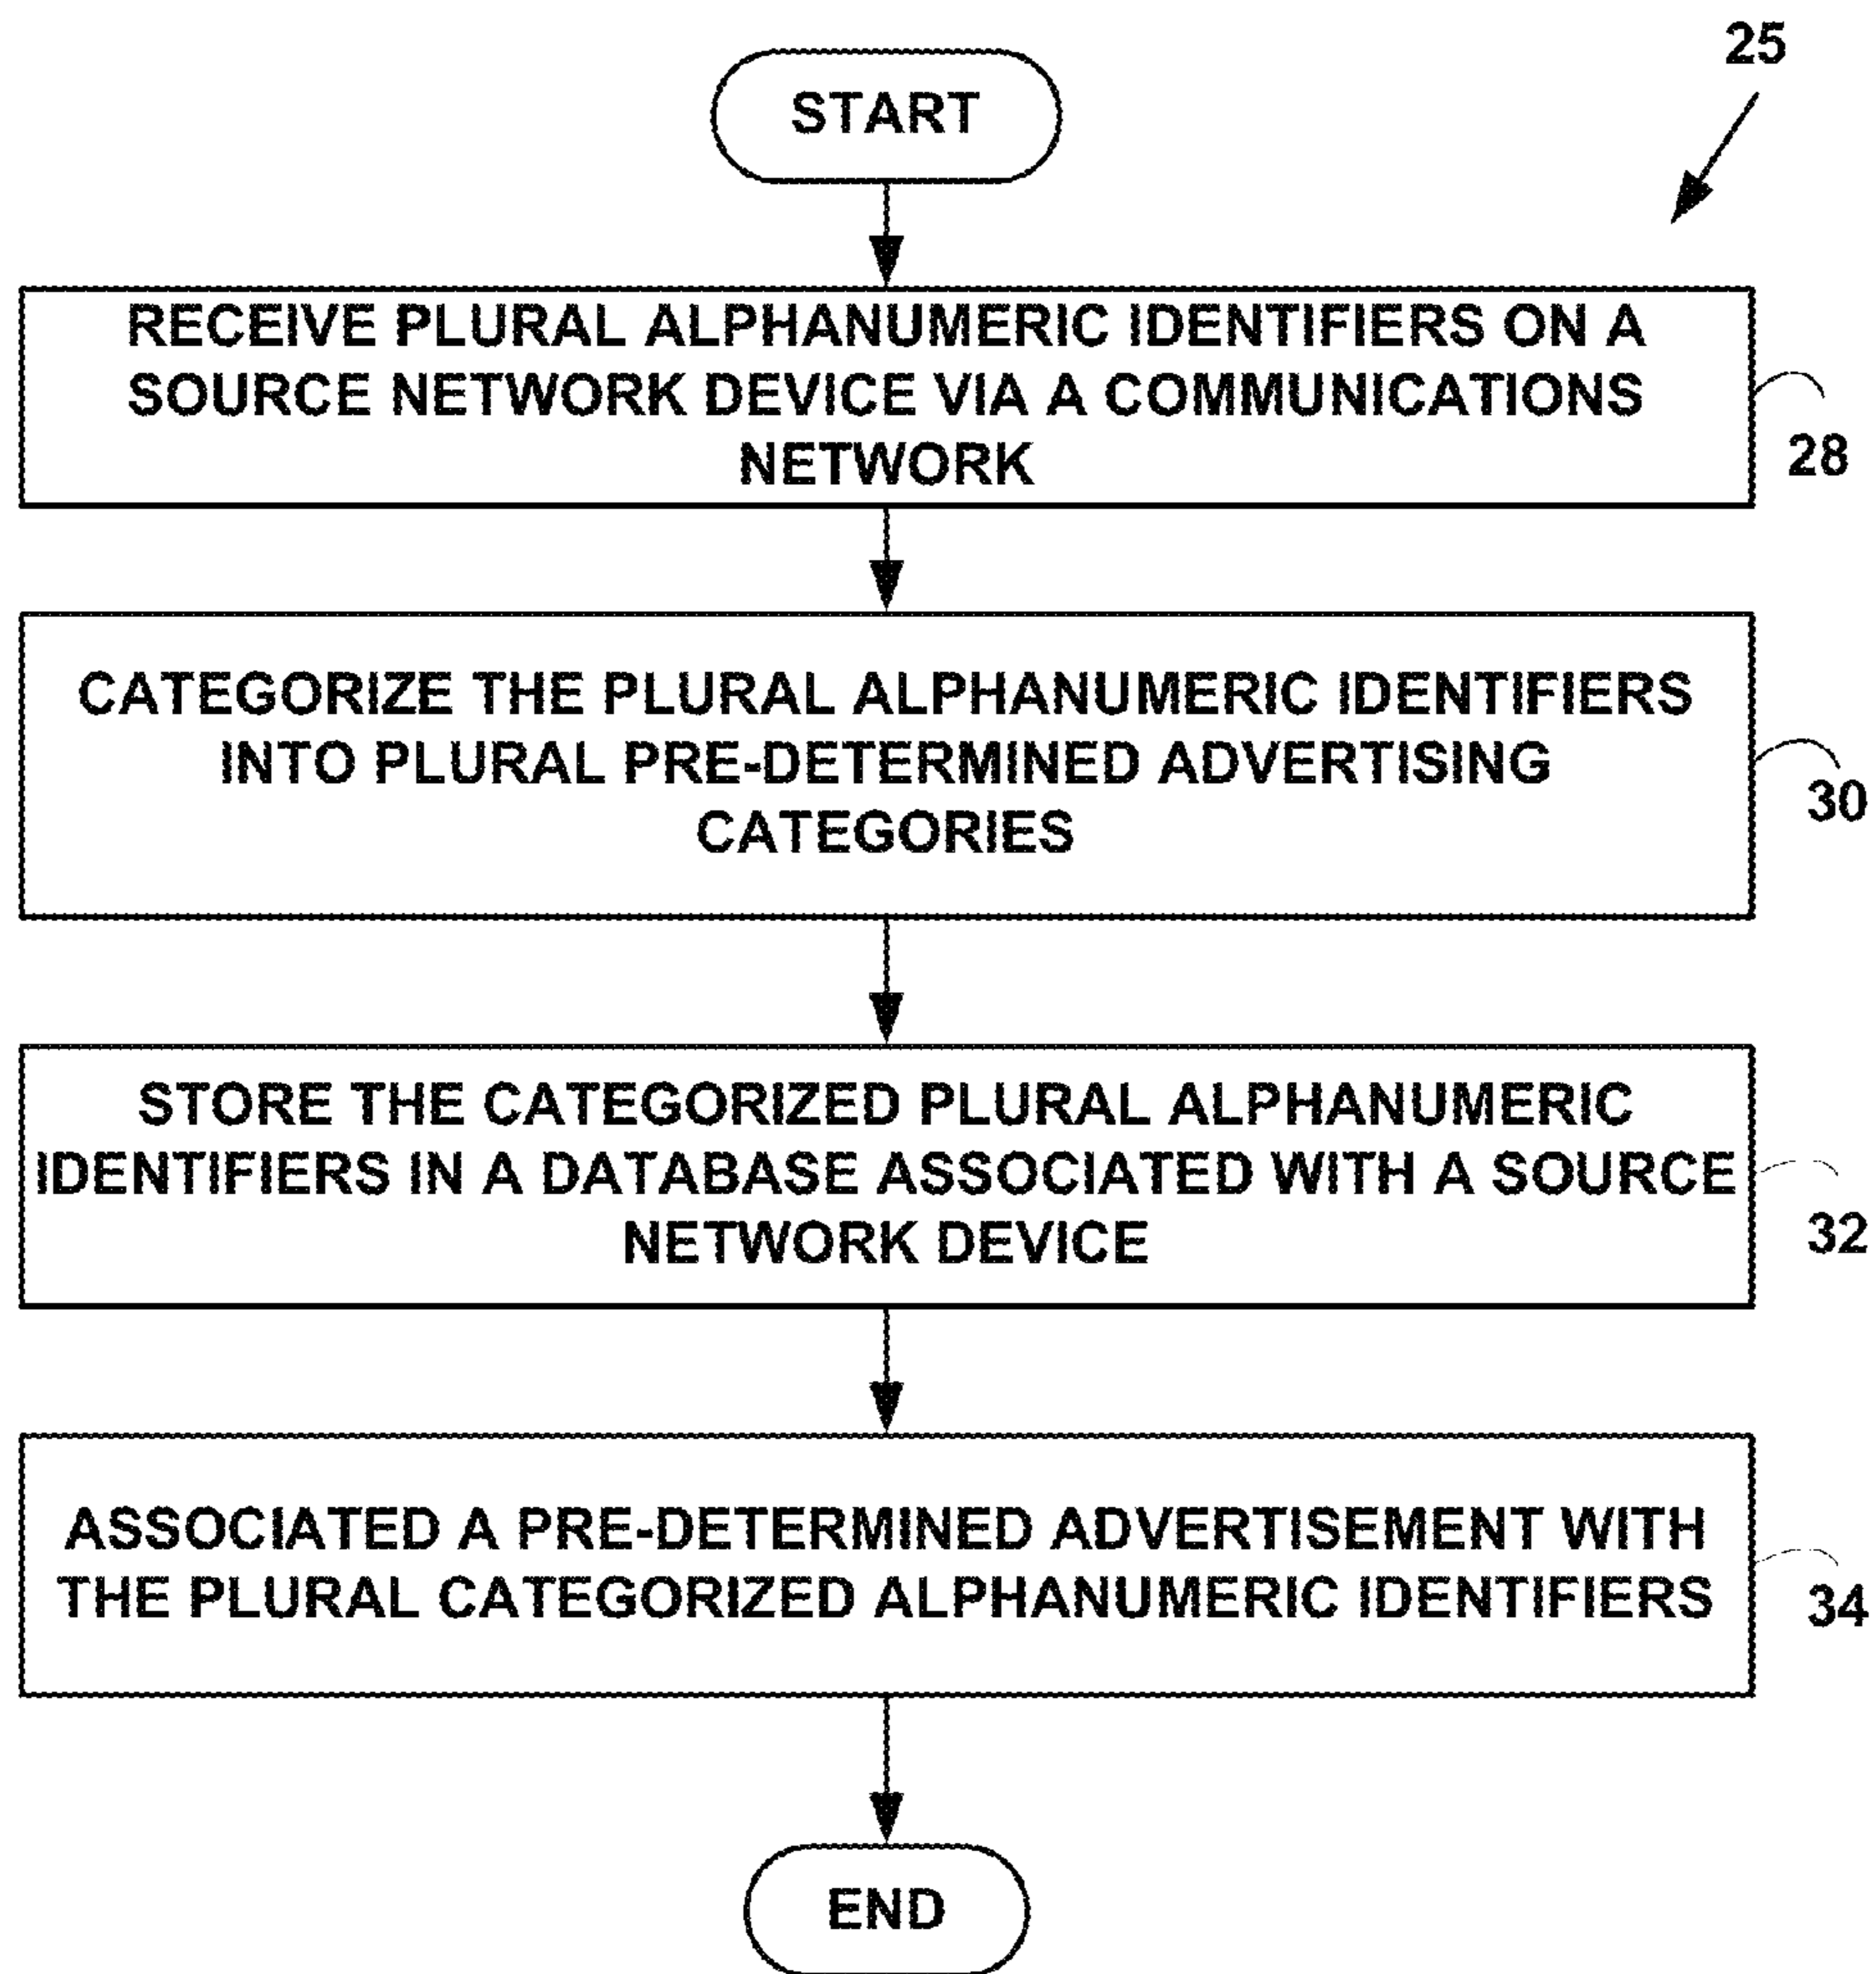 25
START
RECEIVE PLURAL ALPHANUMERIC IDENTIFIERS ON A
SOURCE NETWORK DEVICE VIA A COMMUNICATIONS
NETWORK
28
CATEGORIZE THE PLURAL ALPHANUMERIC IDENTIFIERS
INTO PLURAL PRE-DETERMINED ADVERTISING
CATEGORIES
30
STORE THE CATEGORIZED PLURAL ALPHANUMERIC
IDENTIFIERS IN A DATABASE ASSOCIATED WITH A SOURCE
NETWORK DEVICE
32
ASSOCIATED A PRE-DETERMINED ADVERTISEMENT WITH
THE PLURAL CATEGORIZED ALPHANUMERIC IDENTIFIERS
34
END